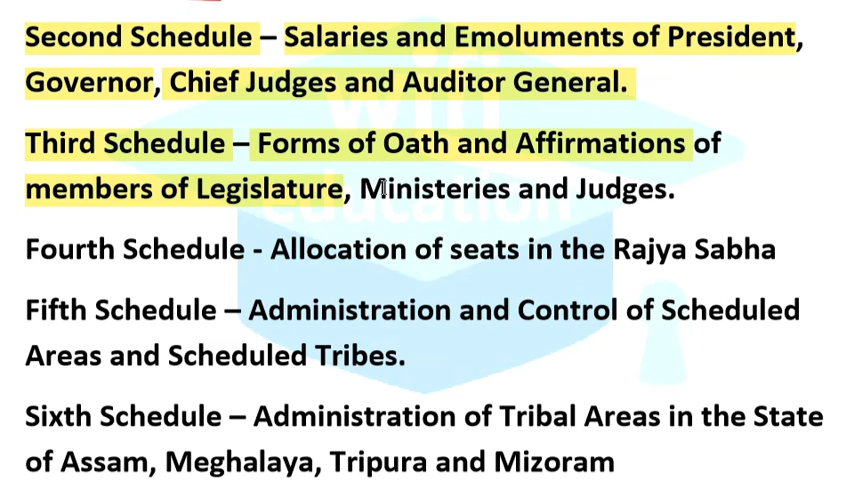 Second Schedule – Salaries and Emoluments of President,
Governor, Chief Judges and Auditor General.
Third Schedule – Forms of Oath and Affirmations of
members of Legislature, Ministeries and Judges.
Fourth Schedule - Allocation of seats in the Rajya Sabha
Fifth Schedule – Administration and Control of Scheduled
Areas and Scheduled Tribes.
Sixth Schedule – Administration of Tribal Areas in the State
of Assam, Meghalaya, Tripura and Mizoram
wifi
education